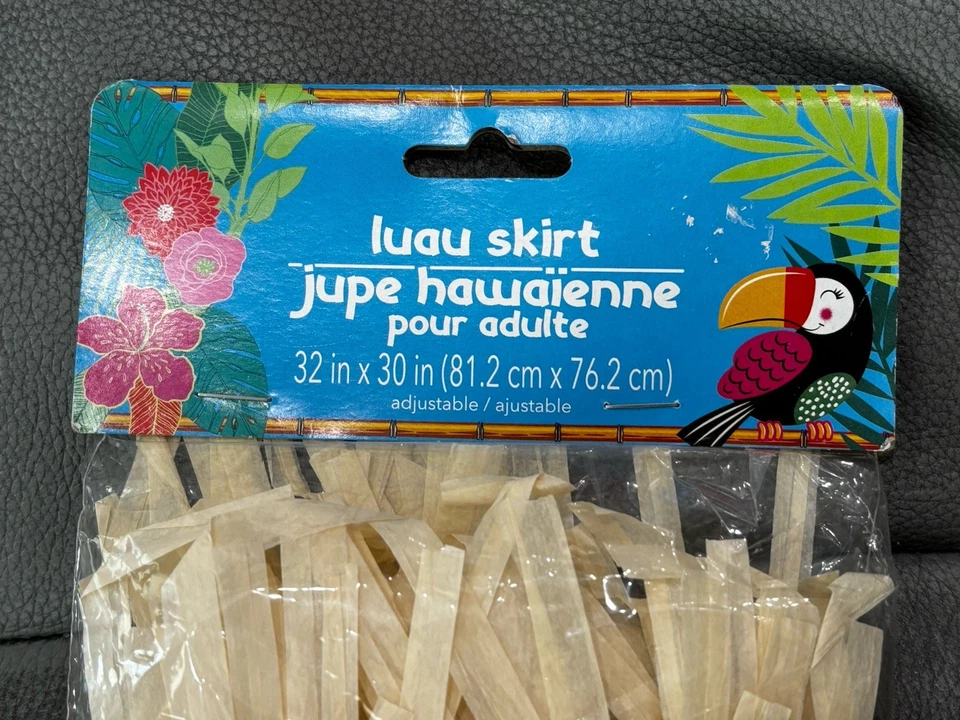 luau skirt
jupe hawaïenne
pour adulte
32 in x 30 in (81.2 cm x 76.2 cm)
adjustable / ajustable